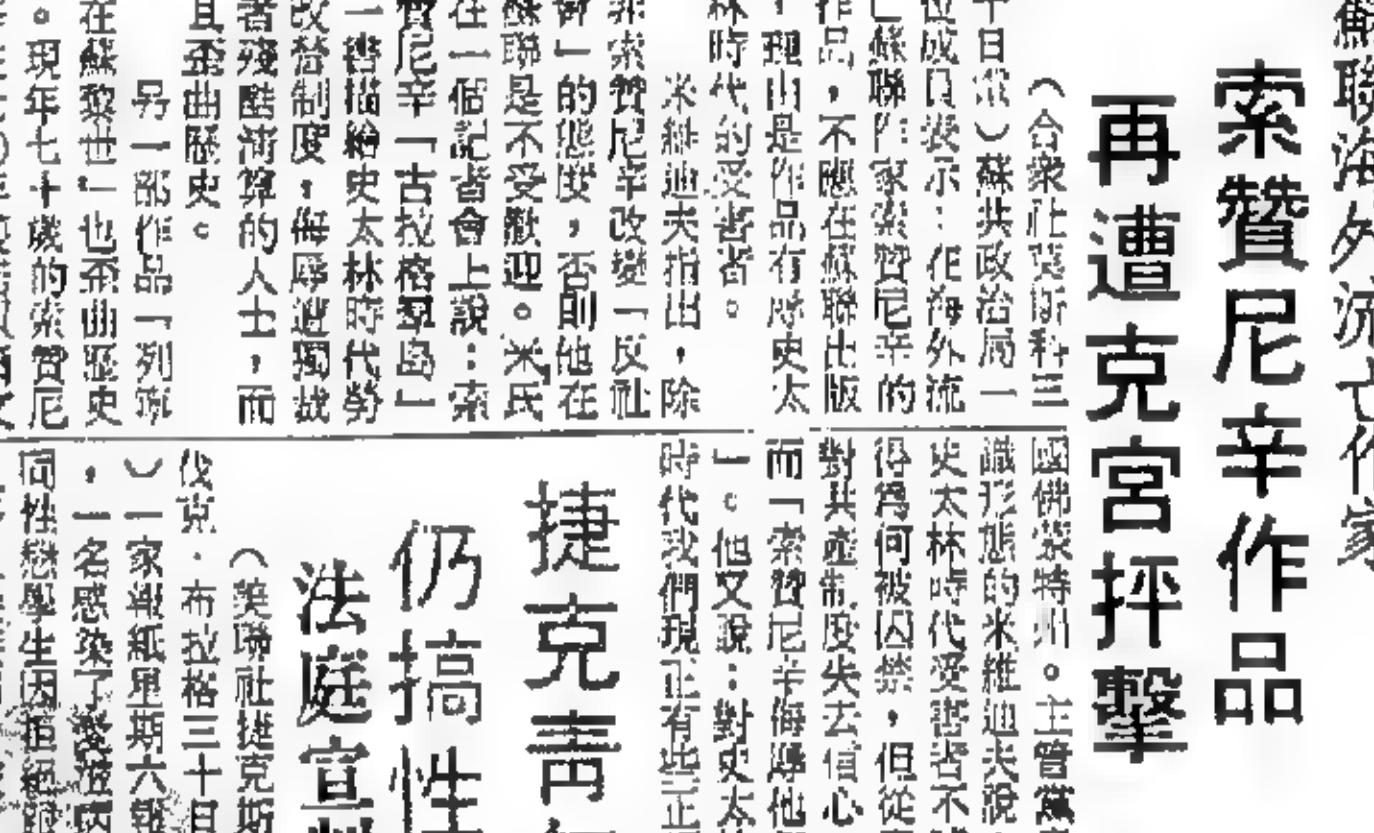 蘇聯海外流亡作家
索贊尼辛作品
再遭克宮抨擊
（合衆社莫斯科三
十日電）蘇共政治局一
位成員表示：在海外流
亡蘇聯作家索贊尼辛的
作品，不應在蘇聯出版
，理由是作品有辱史太
林時代的受害者。
米維迪夫指出，除
非索贊尼辛改變「反社
會」的態度，否則他在
蘇聯是不受歡迎。米氏
在一個記者會上說：索
贊尼辛「古拉格羣島」
一書描繪史太林時代勞
改營制度，侮辱遭獨裁
者殘酷清算的人士，而
且歪曲歷史。
另一部作品「列寧
在蘇黎世」也歪曲歷史
。現年七十歲的索贊尼
國佛蒙特州。主管黨
識形態的米維迪夫說
史太林時代受害者不
得爲何被囚禁，但從
對共產制度失去信心
而「索贊尼辛侮辱他
」。他又說：對史太
時代我們現正有些正
捷克靑
仍搞性
法庭宣
（美聯社捷克斯
伐克．布拉格三十日
）一家報紙星期六報
，一名感染了愛滋病
同性戀學生因拒絕